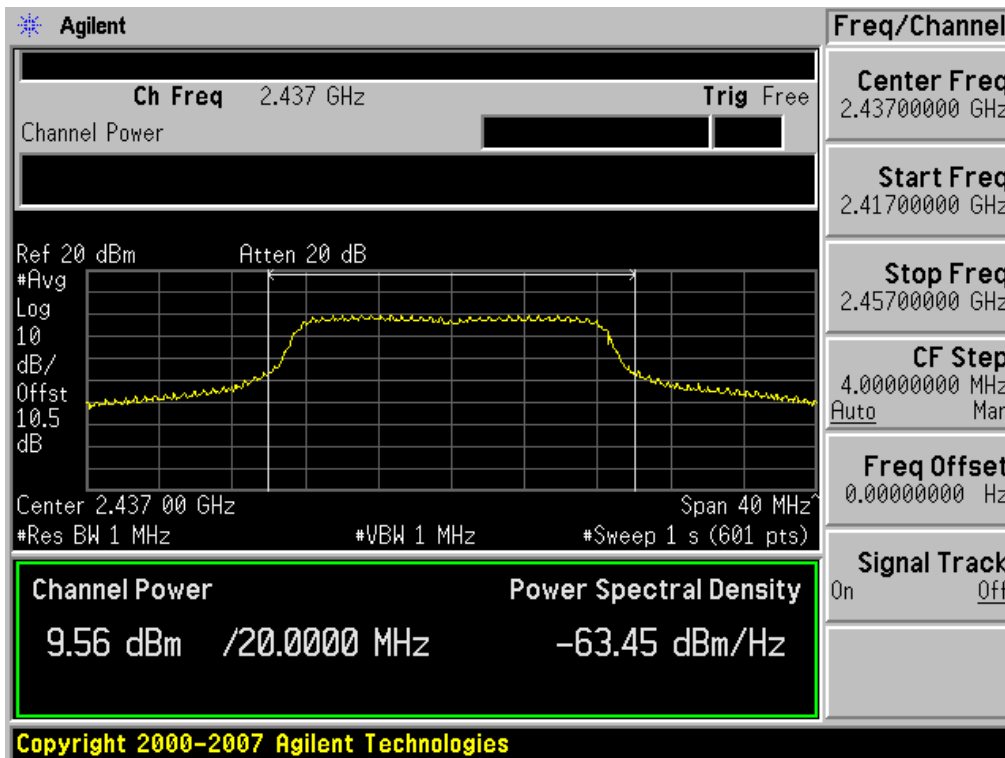 Agilent
Freq/Channel
Ch Freq 2.437 GHz Trig Free
Channel Power
Center Freq
2.43700000 GHz
Start Freq
2.41700000 GHz
Stop Freq
2.45700000 GHz
CF Step
4.00000000 MHz
Auto Man
Freq Offset
0.00000000 Hz
Signal Track
On Off
Ref 20 dBm Atten 20 dB
#Avg
Log
10
dB/
Offst
10.5
dB
Center 2.437 00 GHz Span 40 MHz^
#Res BW 1 MHz #VBW 1 MHz #Sweep 1 s (601 pts)
Channel Power Power Spectral Density
9.56 dBm /20.0000 MHz -63.45 dBm/Hz
Copyright 2000-2007 Agilent Technologies